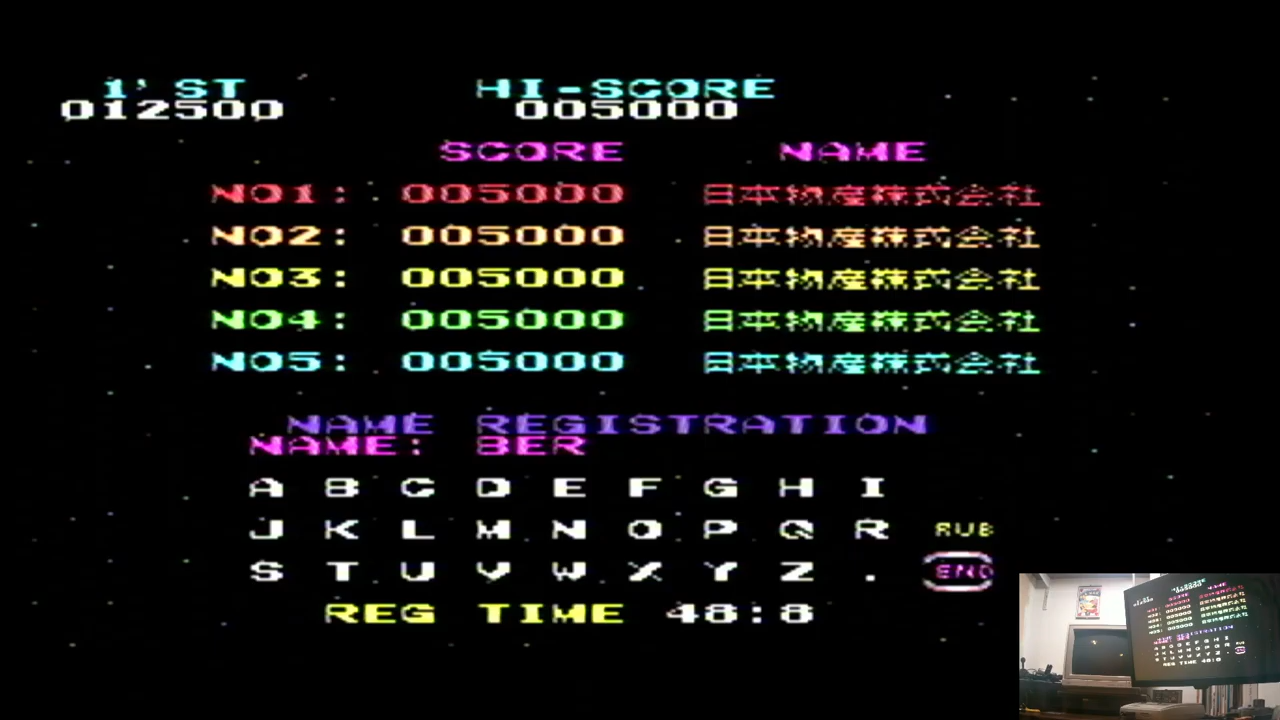 1' ST HI-SCORE
012500 005000
SCORE NAME
NO1: 005000 日本物産株式会社
NO2: 005000 日本物産株式会社
NO3: 005000 日本物産株式会社
NO4: 005000 日本物産株式会社
NO5: 005000 日本物産株式会社
NAME REGISTRATION
NAME: BER
A B C D E F G H I
J K L M N O P Q R RUB
S T U V W X Y Z . END
REG TIME 48:8